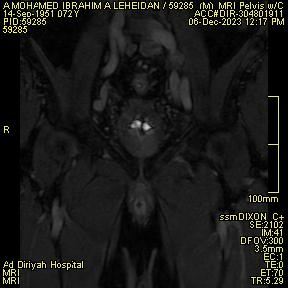 A MOHAMED IBRAHIM A LEHEIDAN / 59285 (M) MRI Pelvis w/C
14-Sep-1951 072Y ACC#DIR-304801911
PID:59285 06-Dec-2023 12:17 PM
59285
R
100mm
ssmDIXON C+
SE:2102
IM:41
DFOV:300
3.5mm
EC:1
Ad Diriyah Hospital TE:0
MRI ET:70
MRI TR:5.29